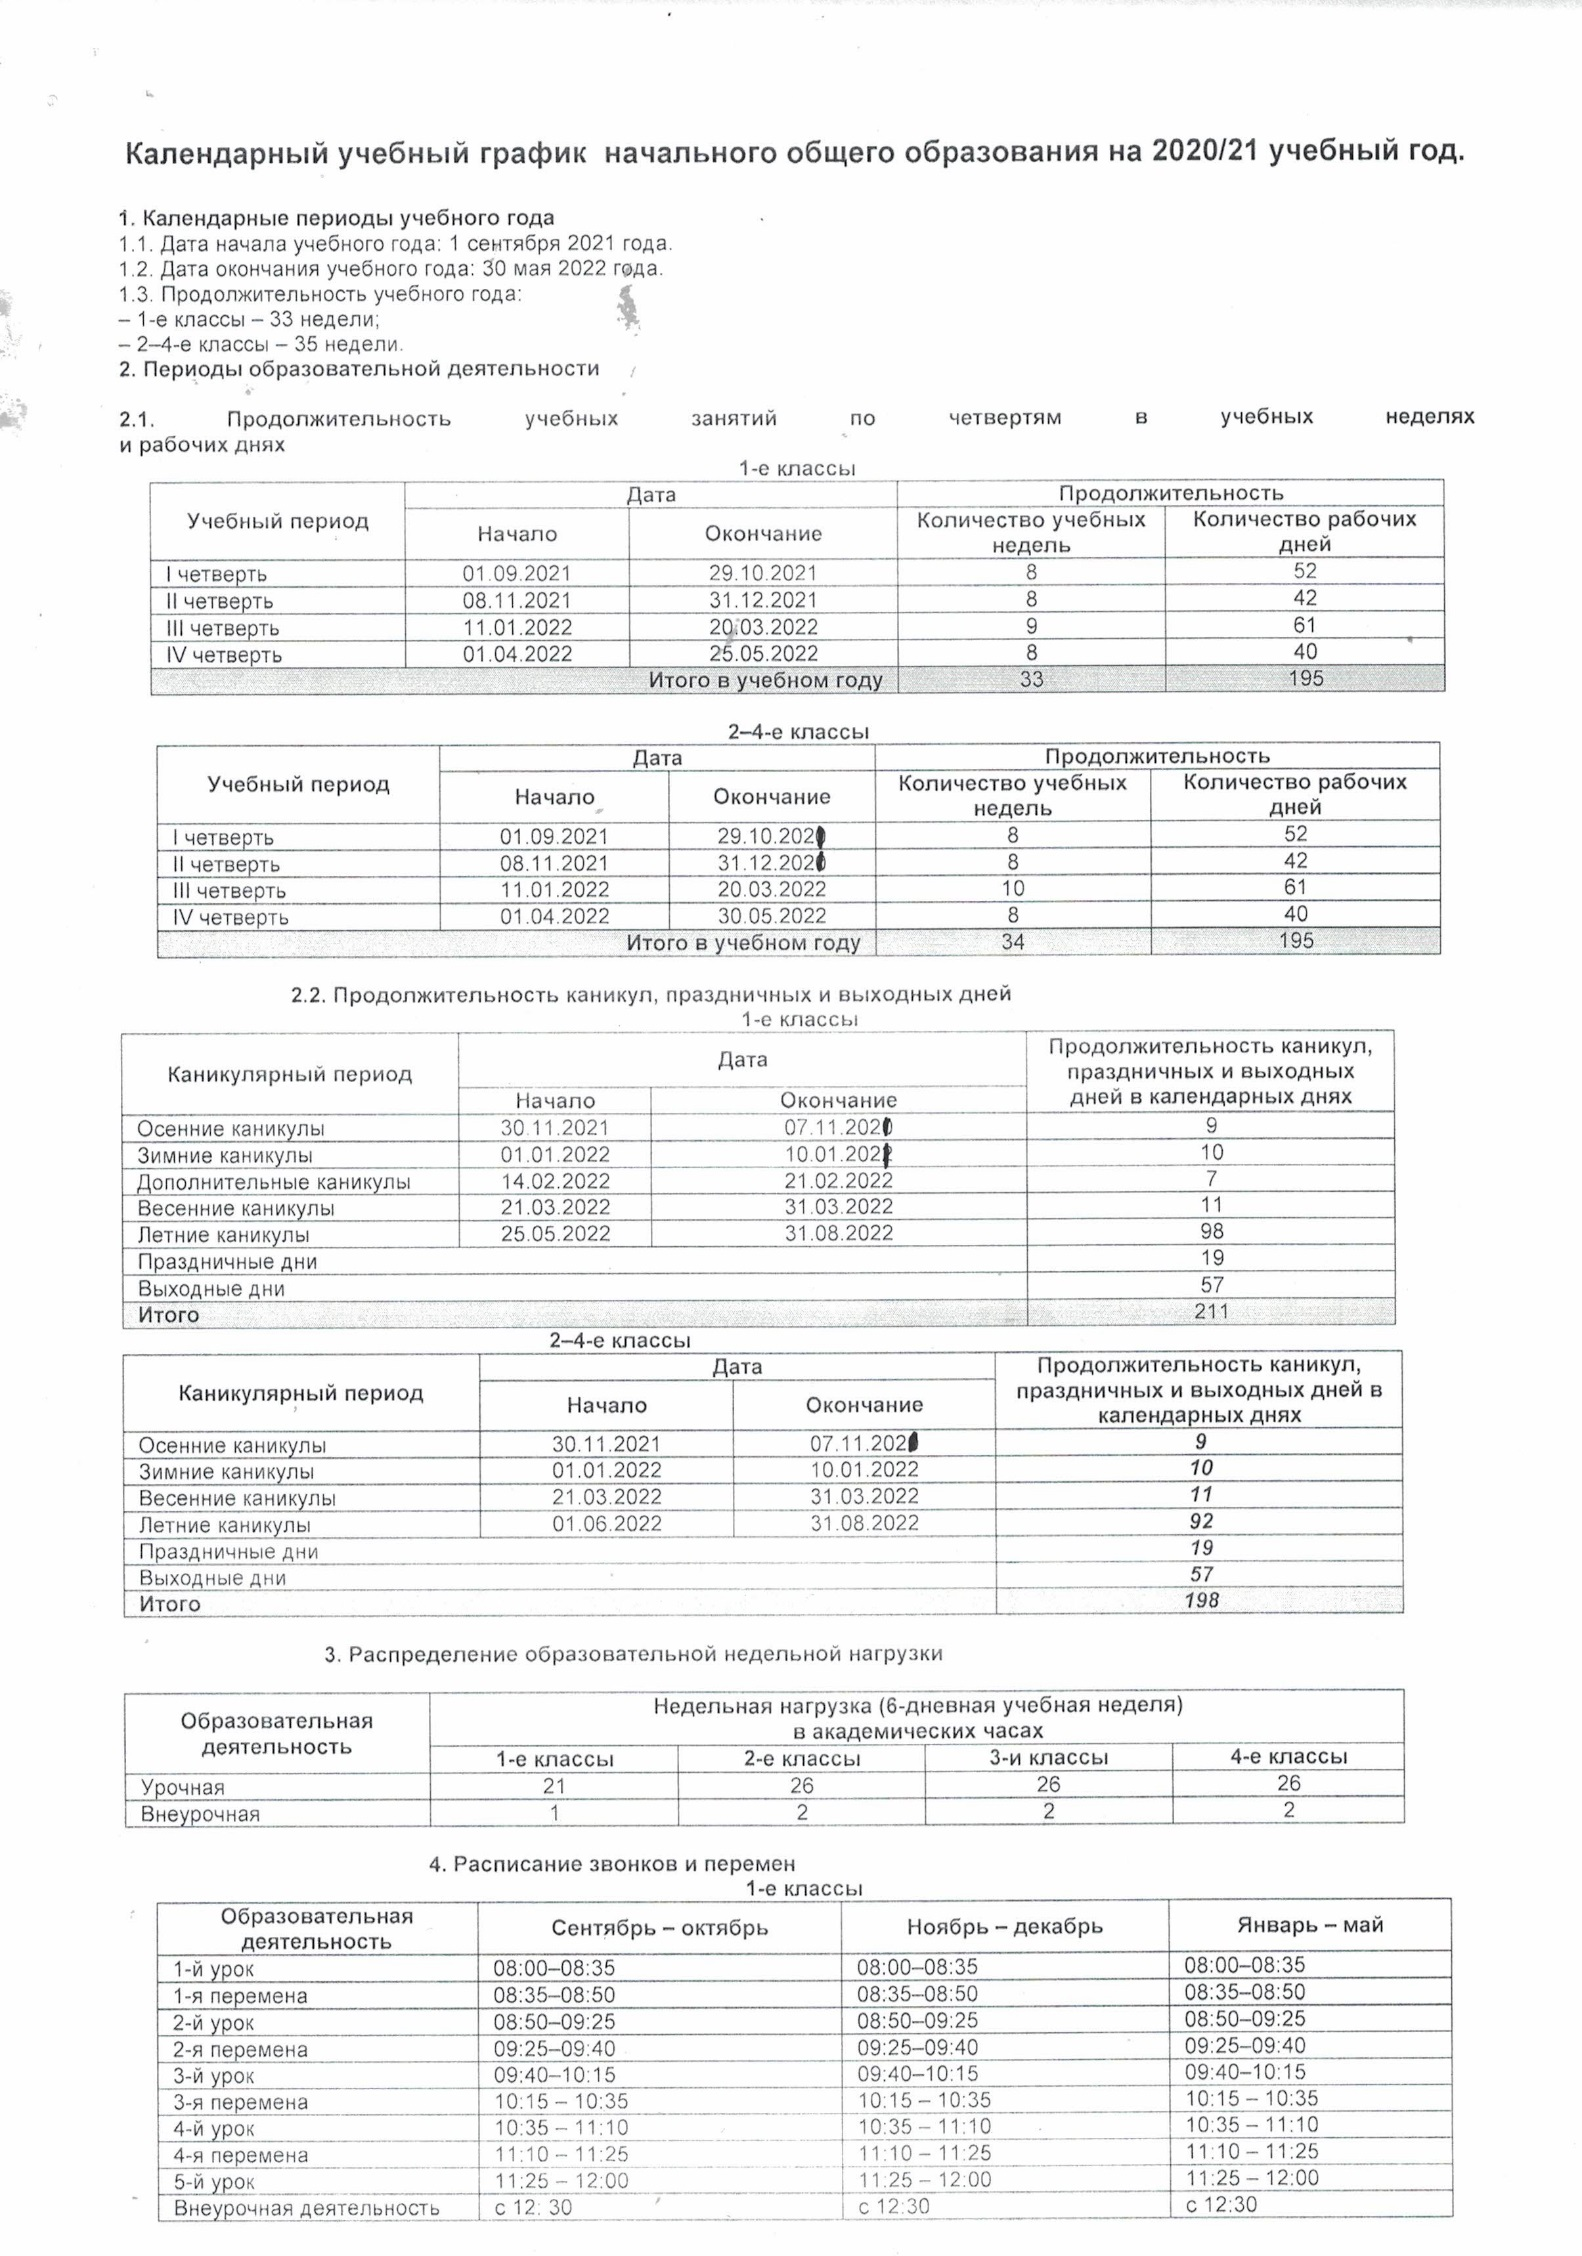 Календарный учебный график начального общего образования на 2020/21 учебный год.
1. Календарные периоды учебного года
1.1. Дата начала учебного года: 1 сентября 2021 года.
1.2. Дата окончания учебного года: 30 мая 2022 года.
1.3. Продолжительность учебного года:
– 1-е классы – 33 недели;
– 2–4-е классы – 35 недели.
2. Периоды образовательной деятельности
2.1. Продолжительность учебных занятий по четвертям в учебных неделях
и рабочих днях
1-е классы
Учебный период Дата Продолжительность
Начало Окончание Количество учебных недель Количество рабочих дней
I четверть 01.09.2021 29.10.2021 8 52
II четверть 08.11.2021 31.12.2021 8 42
III четверть 11.01.2022 20.03.2022 9 61
IV четверть 01.04.2022 25.05.2022 8 40
Итого в учебном году 33 195
2–4-е классы
Учебный период Дата Продолжительность
Начало Окончание Количество учебных недель Количество рабочих дней
I четверть 01.09.2021 8 52
II четверть 08.11.2021 8 42
III четверть 11.01.2022 20.03.2022 10 61
IV четверть 01.04.2022 30.05.2022 8 40
Итого в учебном году 34 195
2.2. Продолжительность каникул, праздничных и выходных дней
1-е классы
Каникулярный период Дата Продолжительность каникул, праздничных и выходных дней в календарных днях
Начало Окончание
Осенние каникулы 30.11.2021 9
Зимние каникулы 01.01.2022 10
Дополнительные каникулы 14.02.2022 21.02.2022 7
Весенние каникулы 21.03.2022 31.03.2022 11
Летние каникулы 25.05.2022 31.08.2022 98
Праздничные дни 19
Выходные дни 57
Итого 211
2–4-е классы
Каникулярный период Дата Продолжительность каникул, праздничных и выходных дней в календарных днях
Начало Окончание
Осенние каникулы 30.11.2021 9
Зимние каникулы 01.01.2022 10.01.2022 10
Весенние каникулы 21.03.2022 31.03.2022 11
Летние каникулы 01.06.2022 31.08.2022 92
Праздничные дни 19
Выходные дни 57
Итого 198
3. Распределение образовательной недельной нагрузки
Образовательная деятельность Недельная нагрузка (6-дневная учебная неделя)
в академических часах
1-е классы 2-е классы 3-и классы 4-е классы
Урочная 21 26 26 26
Внеурочная 1 2 2 2
4. Расписание звонков и перемен
1-е классы
Образовательная деятельность Сентябрь – октябрь Ноябрь – декабрь Январь – май
1-й урок 08:00–08:35 08:00–08:35 08:00–08:35
1-я перемена 08:35–08:50 08:35–08:50 08:35–08:50
2-й урок 08:50–09:25 08:50–09:25 08:50–09:25
2-я перемена 09:25–09:40 09:25–09:40 09:25–09:40
3-й урок 09:40–10:15 09:40–10:15 09:40–10:15
3-я перемена 10:15 – 10:35 10:15 – 10:35 10:15 – 10:35
4-й урок 10:35 – 11:10 10:35 – 11:10 10:35 – 11:10
4-я перемена 11:10 – 11:25 11:10 – 11:25 11:10 – 11:25
5-й урок 11:25 – 12:00 11:25 – 12:00 11:25 – 12:00
Внеурочная деятельность с 12: 30 с 12:30 с 12:30